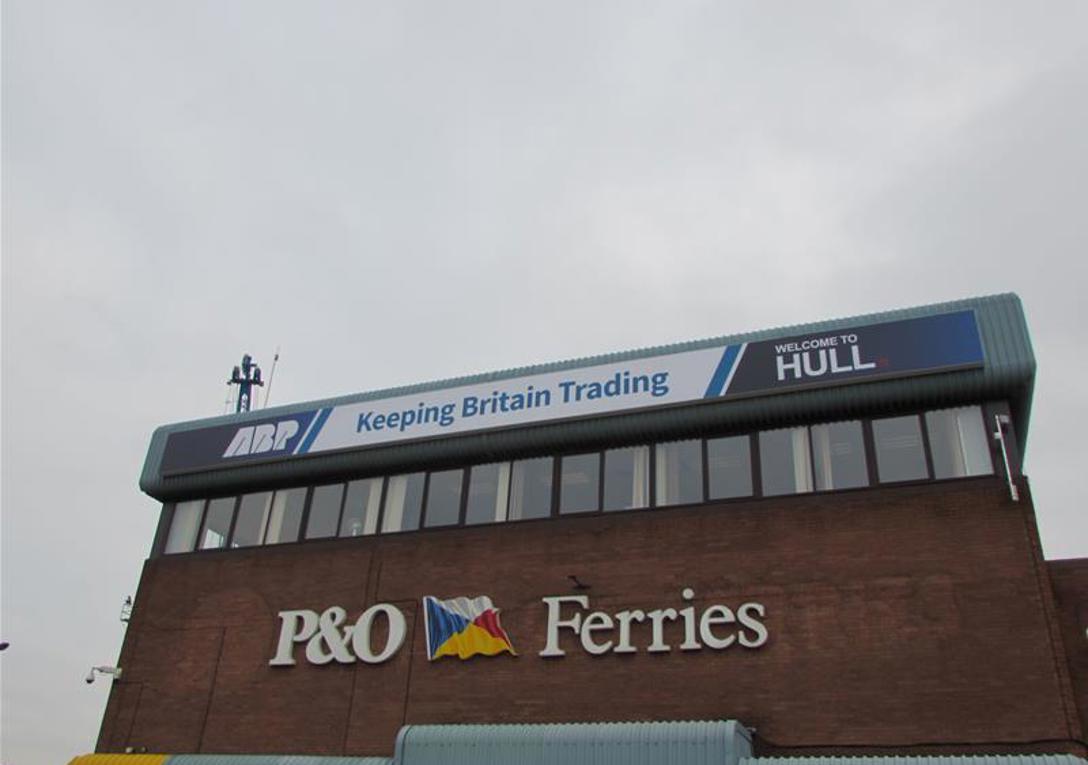 ABP Keeping Britain Trading WELCOME TO
HULL
P&O Ferries